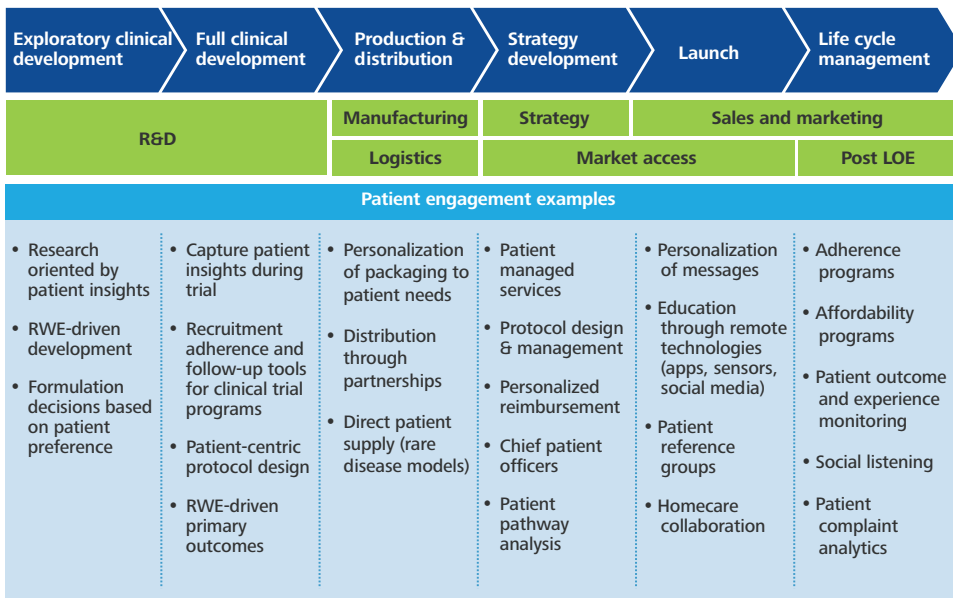 Exploratory clinical
development
Full clinical
development
Production &
distribution
Strategy
development
Launch
Life cycle
management
R&D
Manufacturing
Strategy
Sales and marketing
Logistics
Market access
Post LOE
Patient engagement examples
• Research
oriented by
patient insights
• RWE-driven
development
• Formulation
decisions based
on patient
preference
• Capture patient
insights during
trial
• Recruitment
adherence and
follow-up tools
for clinical trial
programs
• Patient-centric
protocol design
• RWE-driven
primary
outcomes
• Personalization
of packaging to
patient needs
• Distribution
through
partnerships
• Direct patient
supply (rare
disease models)
• Patient
managed
services
• Protocol design
& management
• Personalized
reimbursement
• Chief patient
officers
• Patient
pathway
analysis
• Personalization
of messages
• Education
through remote
technologies
(apps, sensors,
social media)
• Patient
reference
groups
• Homecare
collaboration
• Adherence
programs
• Affordability
programs
• Patient outcome
and experience
monitoring
• Social listening
• Patient
complaint
analytics